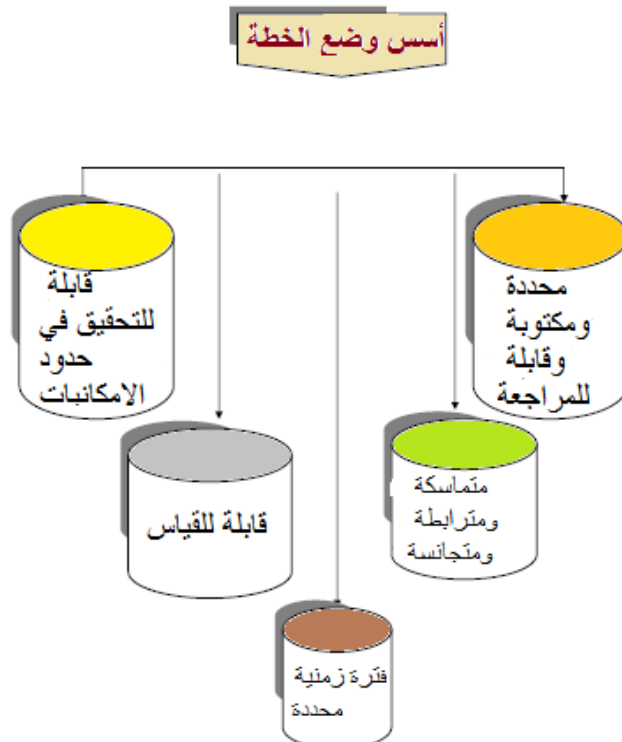 أسس وضع الخطة
محددة
ومكتوبة
وقابلة
للمراجعة
متماسكة
ومترابطة
ومتجانسة
فترة زمنية
محددة
قابلة للقياس
قابلة
للتحقيق في
حدود
الامكانبات